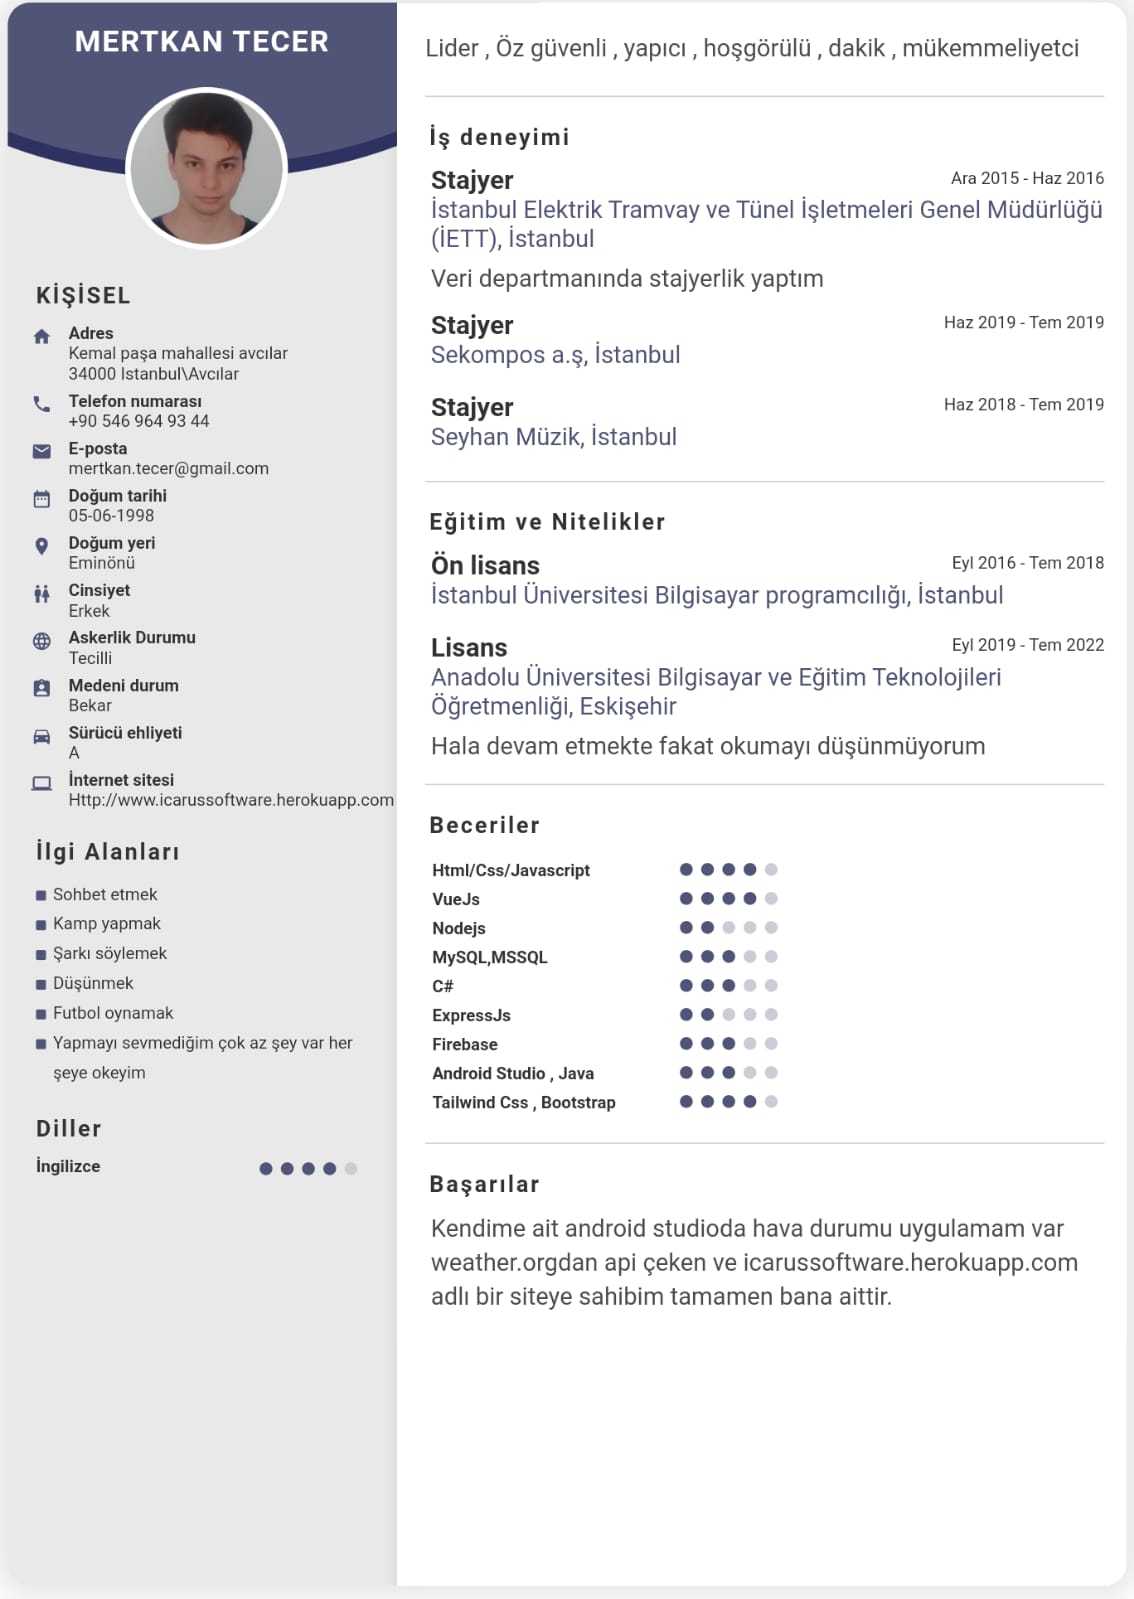 MERTKAN TECER
KİŞİSEL
Adres
Kemal paşa mahallesi avcılar
34000 Istanbul\Avcılar
Telefon numarası
+90 546 964 93 44
E-posta
mertkan.tecer@gmail.com
Doğum tarihi
05-06-1998
Doğum yeri
Eminönü
Cinsiyet
Erkek
Askerlik Durumu
Tecilli
Medeni durum
Bekar
Sürücü ehliyeti
A
İnternet sitesi
Http://www.icarussoftware.herokuapp.com
İlgi Alanları
Sohbet etmek
Kamp yapmak
Şarkı söylemek
Düşünmek
Futbol oynamak
Yapmayı sevmediğim çok az şey var her
şeye okeyim
Diller
İngilizce
Lider , Öz güvenli , yapıcı , hoşgörülü , dakik , mükemmeliyetci
İş deneyimi
Stajyer Ara 2015 - Haz 2016
İstanbul Elektrik Tramvay ve Tünel İşletmeleri Genel Müdürlüğü
(İETT), İstanbul
Veri departmanında stajyerlik yaptım
Stajyer Haz 2019 - Tem 2019
Sekompos a.ş, İstanbul
Stajyer Haz 2018 - Tem 2019
Seyhan Müzik, İstanbul
Eğitim ve Nitelikler
Ön lisans Eyl 2016 - Tem 2018
İstanbul Üniversitesi Bilgisayar programcılığı, İstanbul
Lisans Eyl 2019 - Tem 2022
Anadolu Üniversitesi Bilgisayar ve Eğitim Teknolojileri
Öğretmenliği, Eskişehir
Hala devam etmekte fakat okumayı düşünmüyorum
Beceriler
Html/Css/Javascript
VueJs
Nodejs
MySQL,MSSQL
C#
ExpressJs
Firebase
Android Studio , Java
Tailwind Css , Bootstrap
Başarılar
Kendime ait android studioda hava durumu uygulamam var
weather.orgdan api çeken ve icarussoftware.herokuapp.com
adlı bir siteye sahibim tamamen bana aittir.